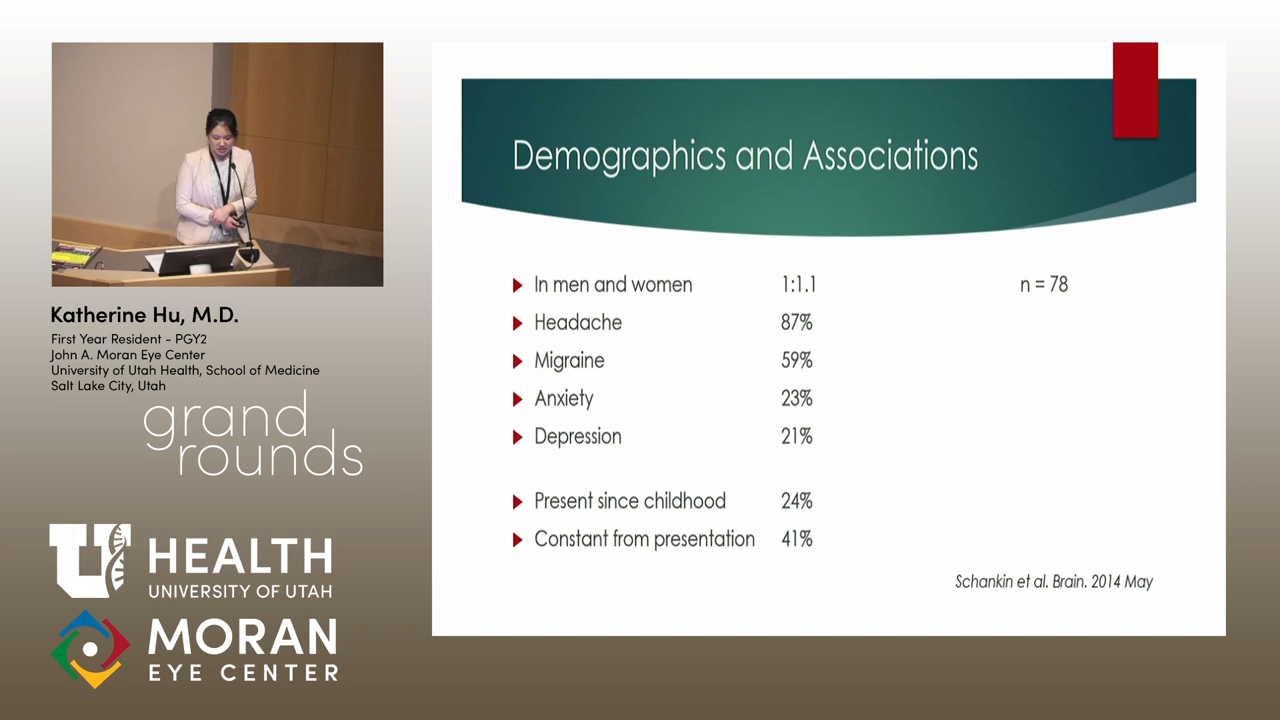 Katherine Hu, M.D.
First Year Resident - PGY2
John A. Moran Eye Center
University of Utah Health, School of Medicine
Salt Lake City, Utah
grand
rounds
U HEALTH
UNIVERSITY OF UTAH
MORAN
EYE CENTER
Demographics and Associations
In men and women 1:1.1 n = 78
Headache 87%
Migraine 59%
Anxiety 23%
Depression 21%
Present since childhood 24%
Constant from presentation 41%
Schankin et al. Brain. 2014 May